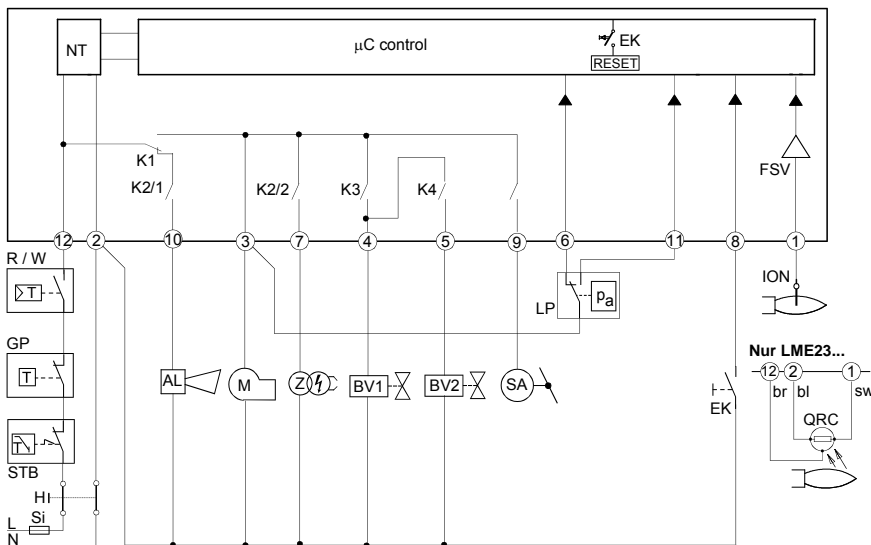 NT
μC control
EK
RESET
FSV
K1
K2/1
K2/2
K3
K4
12
2
10
3
7
4
5
9
6
11
8
1
R / W
T
LP
pa
ION
GP
T
AL
M
Z
BV1
BV2
SA
EK
Nur LME23...
12
2
1
br
bl
sw
QRC
T
STB
H
L
Si
N